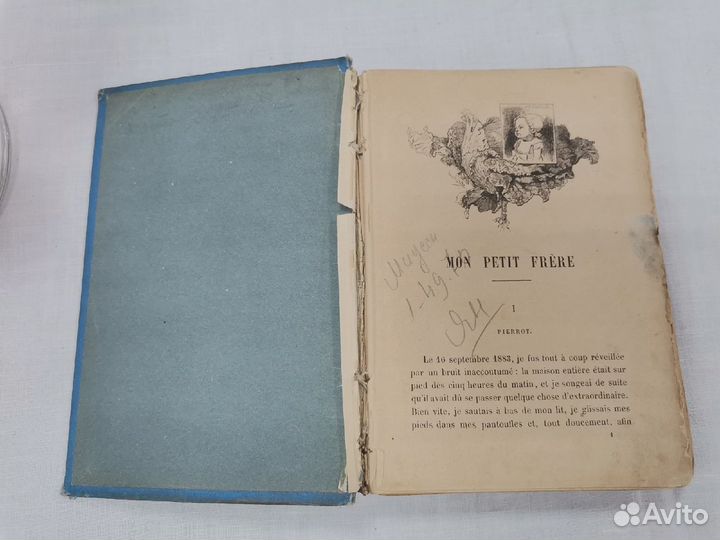 MON PETIT FRÈRE
1-49.
I
PIERROT.
Le 16 septembre 1883, je fus tout à coup réveillée
par un bruit inaccoutumé : la maison entière était sur
pied dès cinq heures du matin, et je songeai de suite
qu'il avait dû se passer quelque chose d'extraordinaire.
Bien vite, je sautais à bas de mon lit, je glissais mes
pieds dans mes pantoufles et, tout doucement, afin
1
Avito